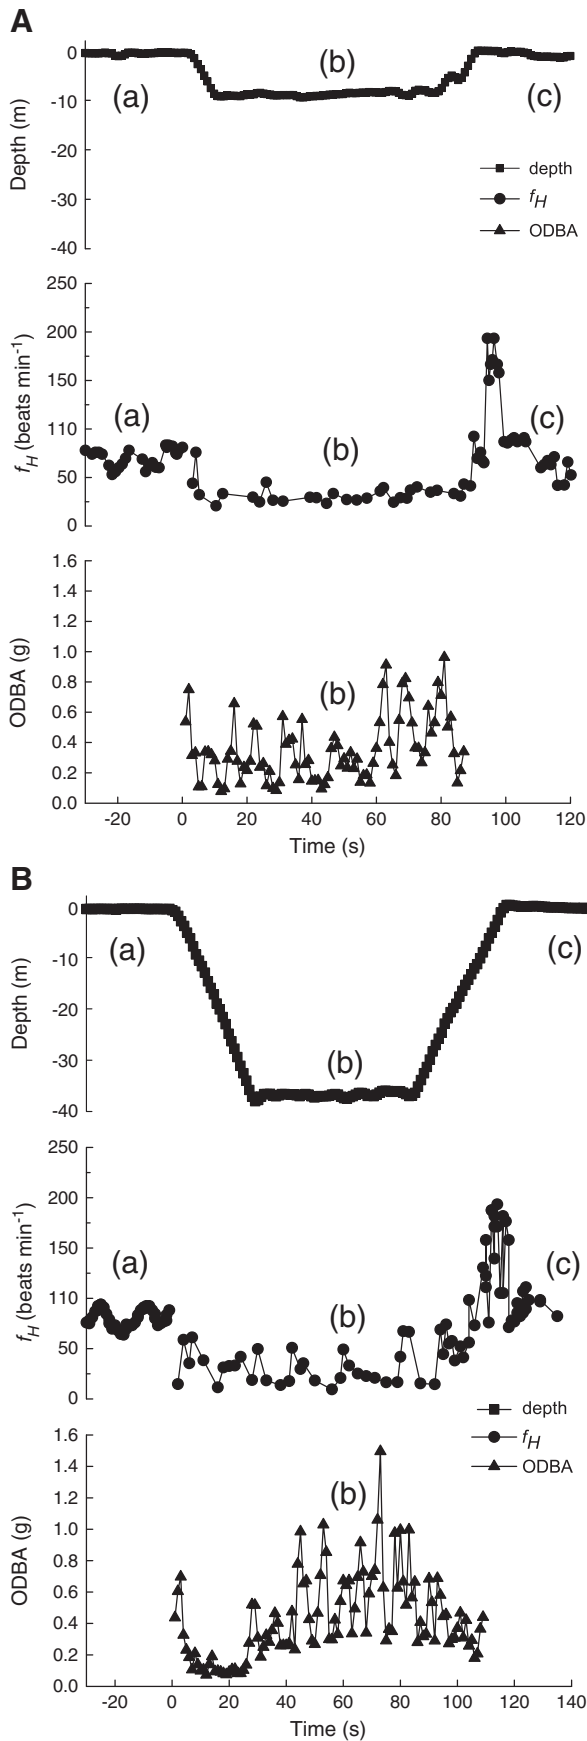 A
0
-10
-20
-30
-40
Depth (m)
(a)
(b)
(c)
depth
fH
ODBA
250
200
150
110
50
0
fH (beats min-1)
(a)
(b)
(c)
1.6
1.4
1.2
1.0
0.8
0.6
0.4
0.2
0.0
ODBA (g)
(b)
-20 0 20 40 60 80 100 120
Time (s)
B
0
-10
-20
-30
-40
Depth (m)
(a)
(b)
(c)
250
200
150
110
50
0
fH (beats min-1)
(a)
(b)
(c)
depth
fH
ODBA
1.6
1.4
1.2
1.0
0.8
0.6
0.4
0.2
0.0
ODBA (g)
(b)
-20 0 20 40 60 80 100 120 140
Time (s)